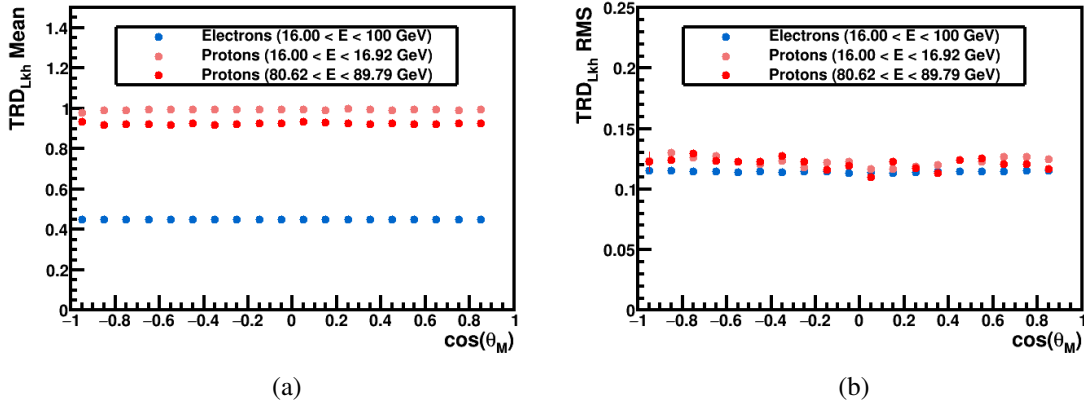 TRD_Lkh Mean
1.4
1.2
1
0.8
0.6
0.4
0.2
0
Electrons (16.00 < E < 100 GeV)
Protons (16.00 < E < 16.92 GeV)
Protons (80.62 < E < 89.79 GeV)
−1 −0.8 −0.6 −0.4 −0.2 0 0.2 0.4 0.6 0.8 1
cos(θ_M)
(a)
TRD_Lkh RMS
0.25
0.2
0.15
0.1
0.05
0
Electrons (16.00 < E < 100 GeV)
Protons (16.00 < E < 16.92 GeV)
Protons (80.62 < E < 89.79 GeV)
−1 −0.8 −0.6 −0.4 −0.2 0 0.2 0.4 0.6 0.8 1
cos(θ_M)
(b)